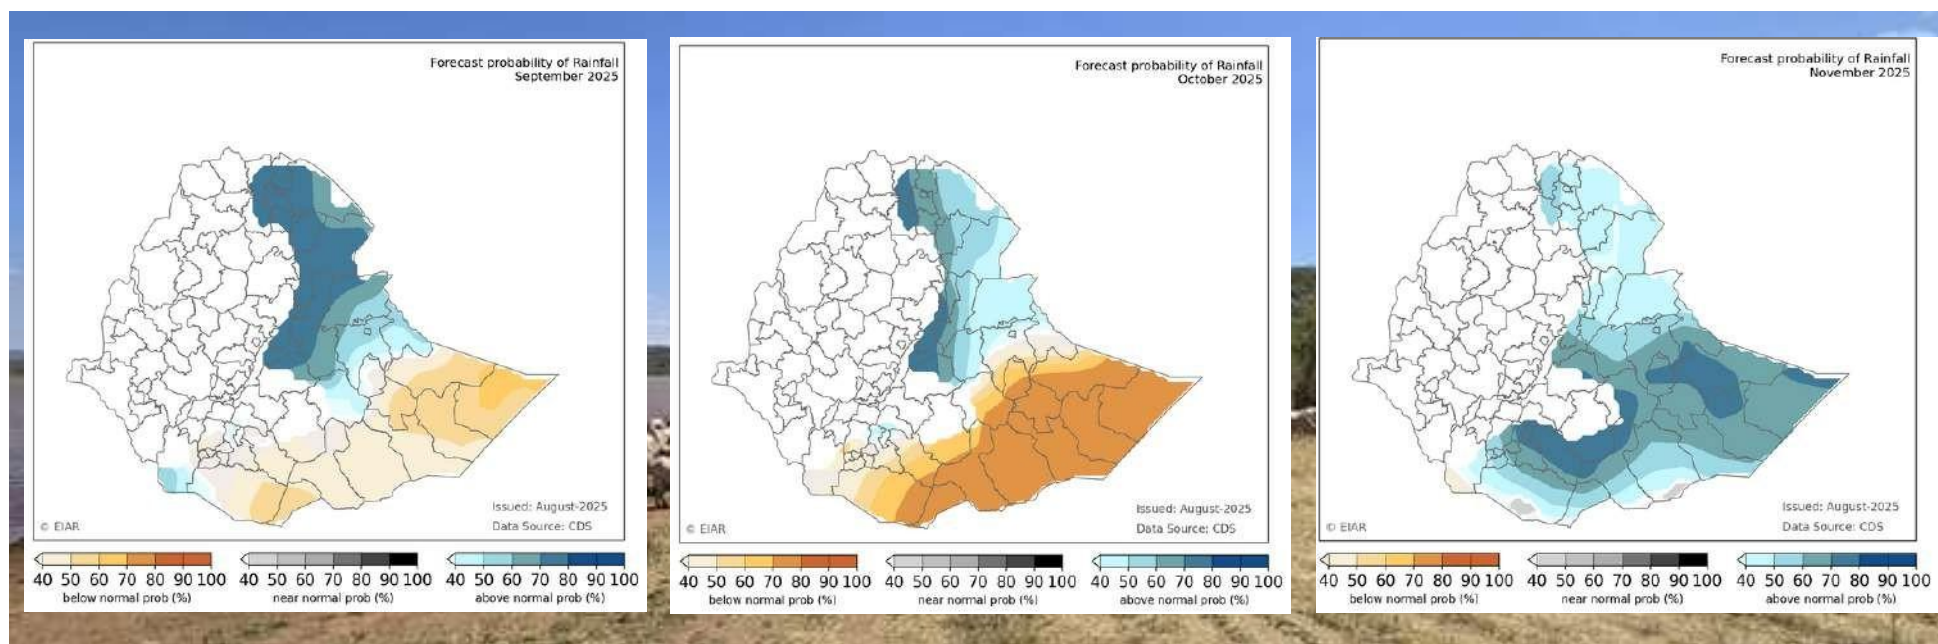 Forecast probability of Rainfall
September 2025
Issued: August-2025
© EIAR
Data Source: CDS
40 50 60 70 80 90 100
below normal prob (%)
40 50 60 70 80 90 100
near normal prob (%)
40 50 60 70 80 90 100
above normal prob (%)
Forecast probability of Rainfall
October 2025
Issued: August-2025
© EIAR
Data Source: CDS
40 50 60 70 80 90 100
below normal prob (%)
40 50 60 70 80 90 100
near normal prob (%)
40 50 60 70 80 90 100
above normal prob (%)
Forecast probability of Rainfall
November 2025
Issued: August-2025
© EIAR
Data Source: CDS
40 50 60 70 80 90 100
below normal prob (%)
40 50 60 70 80 90 100
near normal prob (%)
40 50 60 70 80 90 100
above normal prob (%)